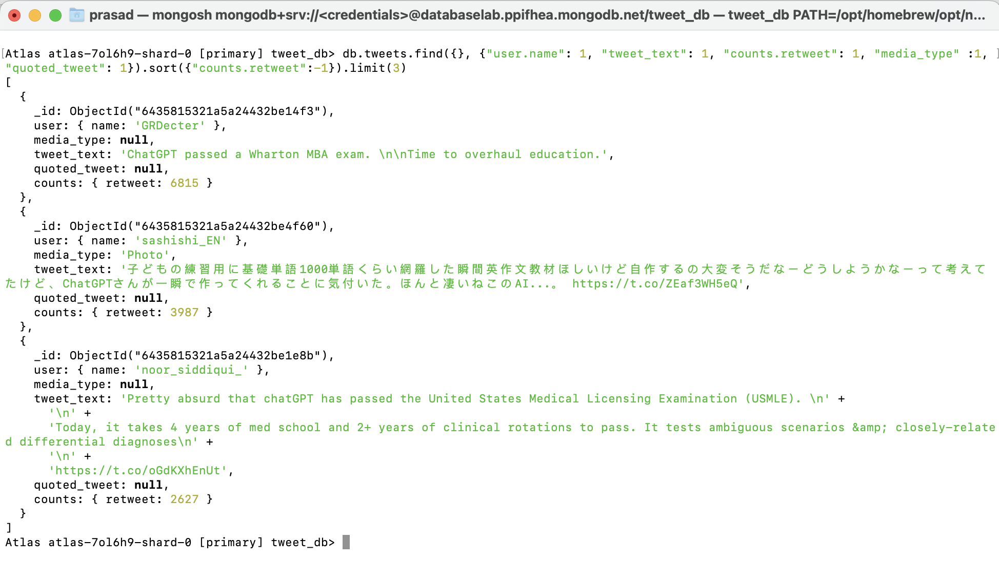 prasad — mongosh mongodb+srv://<credentials>@databaselab.ppifhea.mongodb.net/tweet_db — tweet_db PATH=/opt/homebrew/opt/n...
[Atlas atlas-7ol6h9-shard-0 [primary] tweet_db> db.tweets.find({}, {"user.name": 1, "tweet_text": 1, "counts.retweet": 1, "media_type" :1, ]
"quoted_tweet": 1}).sort({"counts.retweet":-1}).limit(3)
[
  {
    _id: ObjectId("6435815321a5a24432be14f3"),
    user: { name: 'GRDecter' },
    media_type: null,
    tweet_text: 'ChatGPT passed a Wharton MBA exam. \n\nTime to overhaul education.',
    quoted_tweet: null,
    counts: { retweet: 6815 }
  },
  {
    _id: ObjectId("6435815321a5a24432be4f60"),
    user: { name: 'sashishi_EN' },
    media_type: 'Photo',
    tweet_text: '子どもの練習用に基礎単語1000単語くらい網羅した瞬間英作文教材ほしいけど自作するの大変そうだなーどうしようかなーって考えて
たけど、ChatGPTさんが一瞬で作ってくれることに気付いた。ほんと凄いねこのAI...。 https://t.co/ZEaf3WH5eQ',
    quoted_tweet: null,
    counts: { retweet: 3987 }
  },
  {
    _id: ObjectId("6435815321a5a24432be1e8b"),
    user: { name: 'noor_siddiqui_' },
    media_type: null,
    tweet_text: 'Pretty absurd that chatGPT has passed the United States Medical Licensing Examination (USMLE). \n' +
      '\n' +
      'Today, it takes 4 years of med school and 2+ years of clinical rotations to pass. It tests ambiguous scenarios &amp; closely-relate
d differential diagnoses\n' +
      '\n' +
      'https://t.co/oGdKXhEnUt',
    quoted_tweet: null,
    counts: { retweet: 2627 }
  }
]
Atlas atlas-7ol6h9-shard-0 [primary] tweet_db>